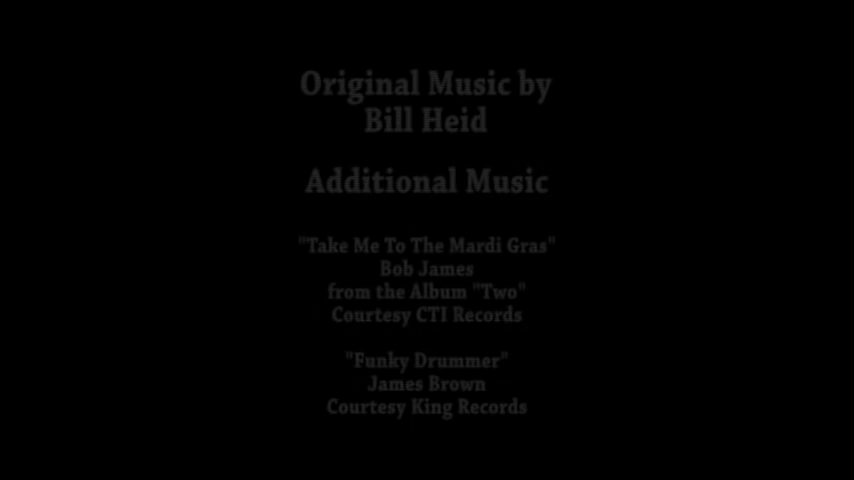 Original Music by
Bill Heid
Additional Music
"Take Me To The Mardi Gras"
Bob James
from the Album "Two"
Courtesy CTI Records
"Funky Drummer"
James Brown
Courtesy King Records